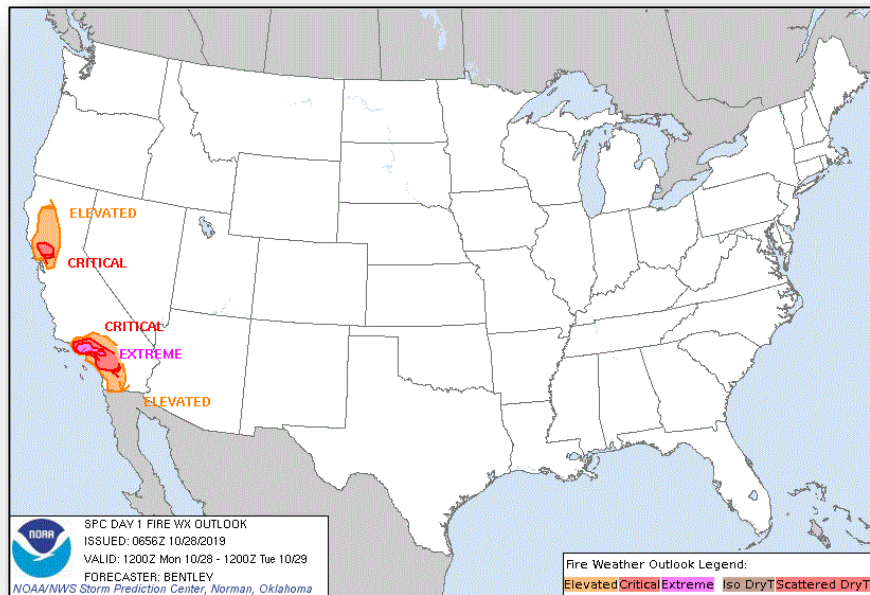 ELEVATED
CRITICAL
CRITICAL
EXTREME
ELEVATED
NOAA
SPC DAY 1 FIRE WX OUTLOOK
ISSUED: 0656Z 10/28/2019
VALID: 1200Z Mon 10/28 - 1200Z Tue 10/29
FORECASTER: BENTLEY
NOAA/NWS Storm Prediction Center, Norman, Oklahoma
Fire Weather Outlook Legend:
Elevated Critical Extreme Iso DryT Scattered DryT